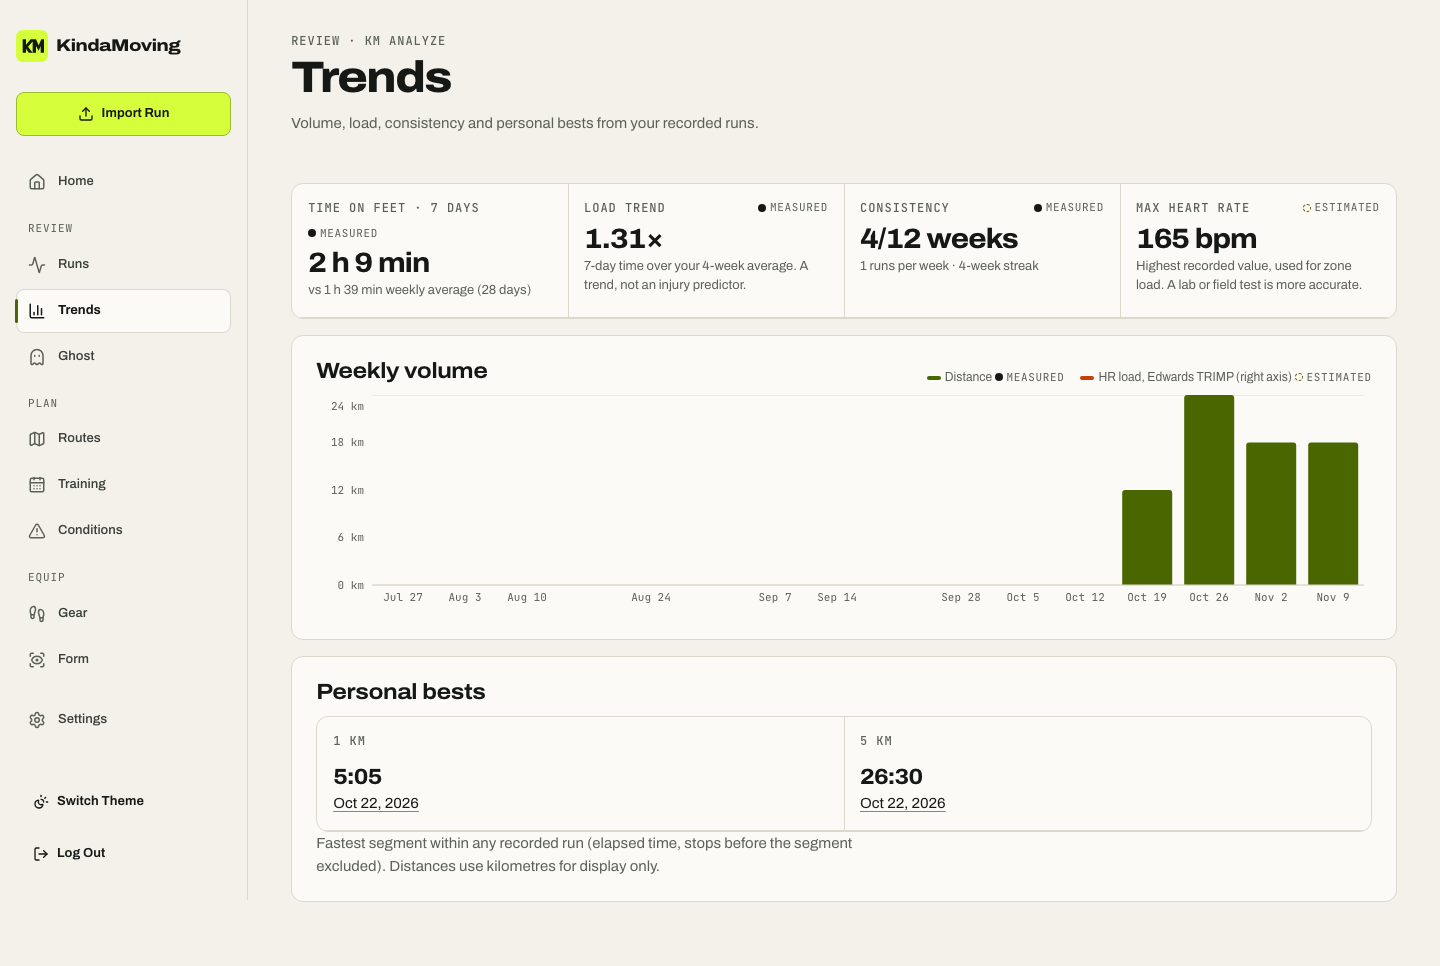 KM KindaMoving
Import Run
Home
REVIEW
Runs
Trends
Ghost
PLAN
Routes
Training
Conditions
EQUIP
Gear
Form
Settings
Switch Theme
Log Out
REVIEW · KM ANALYZE
Trends
Volume, load, consistency and personal bests from your recorded runs.
TIME ON FEET · 7 DAYS
MEASURED
2 h 9 min
vs 1 h 39 min weekly average (28 days)
LOAD TREND MEASURED
1.31×
7-day time over your 4-week average. A
trend, not an injury predictor.
CONSISTENCY MEASURED
4/12 weeks
1 runs per week · 4-week streak
MAX HEART RATE ESTIMATED
165 bpm
Highest recorded value, used for zone
load. A lab or field test is more accurate.
Weekly volume
Distance MEASURED HR load, Edwards TRIMP (right axis) ESTIMATED
24 km
18 km
12 km
6 km
0 km
Jul 27 Aug 3 Aug 10 Aug 24 Sep 7 Sep 14 Sep 28 Oct 5 Oct 12 Oct 19 Oct 26 Nov 2 Nov 9
Personal bests
1 KM
5:05
Oct 22, 2026
5 KM
26:30
Oct 22, 2026
Fastest segment within any recorded run (elapsed time, stops before the segment
excluded). Distances use kilometres for display only.